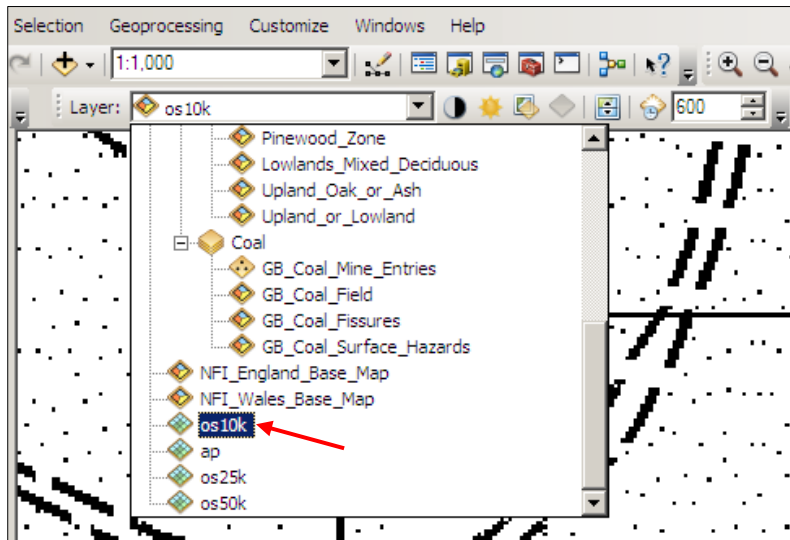 Selection Geoprocessing Customize Windows Help
1:1,000
Layer: os10k 600
Pinewood_Zone
Lowlands_Mixed_Deciduous
Upland_Oak_or_Ash
Upland_or_Lowland
Coal
GB_Coal_Mine_Entries
GB_Coal_Field
GB_Coal_Fissures
GB_Coal_Surface_Hazards
NFI_England_Base_Map
NFI_Wales_Base_Map
os10k
ap
os25k
os50k